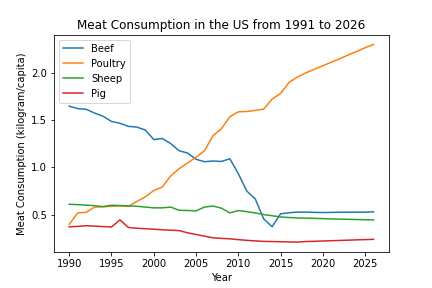 Meat Consumption in the US from 1991 to 2026
Meat Consumption (kilogram/capita)
2.0
1.5
1.0
0.5
Beef
Poultry
Sheep
Pig
1990 1995 2000 2005 2010 2015 2020 2025
Year